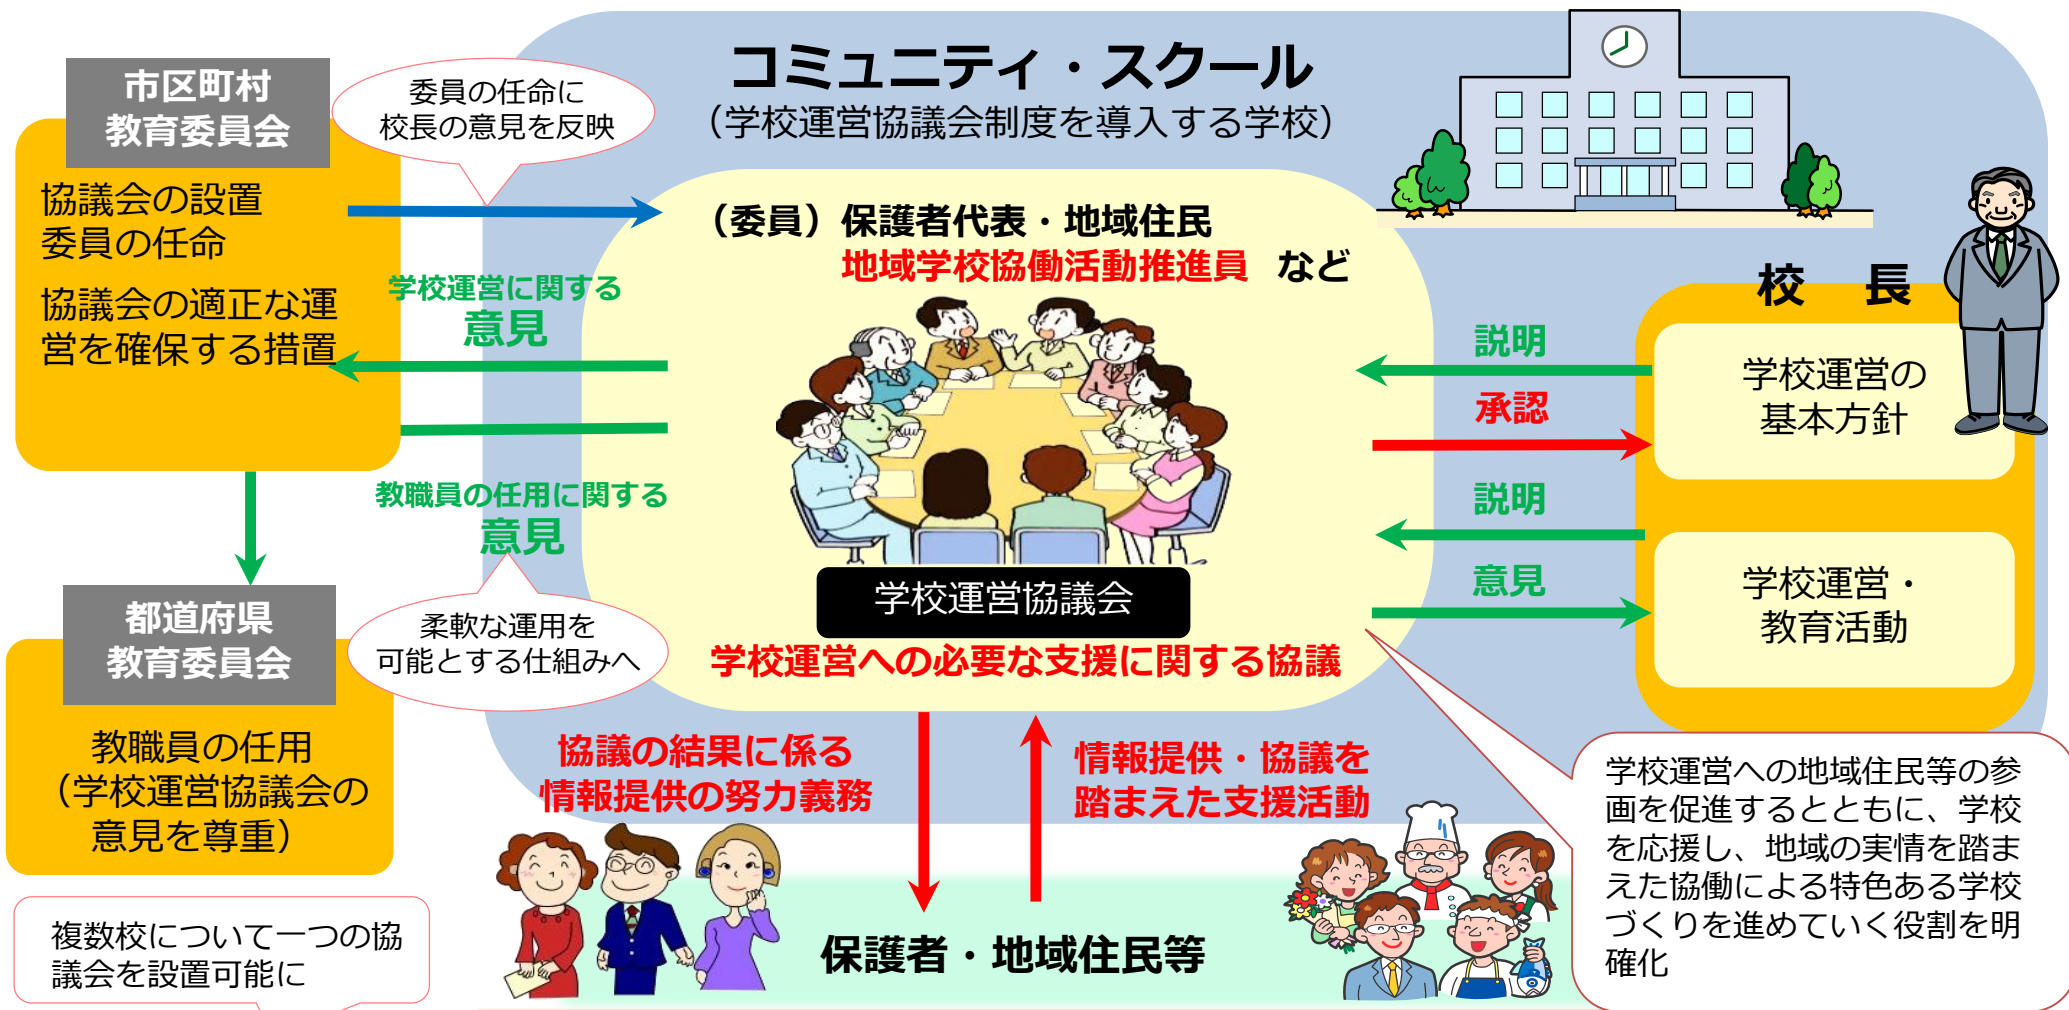 コミュニティ・スクール
（学校運営協議会制度を導入する学校）
市区町村
教育委員会
協議会の設置
委員の任命
協議会の適正な運
営を確保する措置
委員の任命に
校長の意見を反映
（委員）保護者代表・地域住民
地域学校協働活動推進員 など
学校運営に関する
意見
教職員の任用に関する
意見
柔軟な運用を
可能とする仕組みへ
学校運営協議会
学校運営への必要な支援に関する協議
校 長
説明
承認
学校運営の
基本方針
説明
意見
学校運営・
教育活動
都道府県
教育委員会
教職員の任用
（学校運営協議会の
意見を尊重）
協議の結果に係る
情報提供の努力義務
情報提供・協議を
踏まえた支援活動
学校運営への地域住民等の参
画を促進するとともに、学校
を応援し、地域の実情を踏ま
えた協働による特色ある学校
づくりを進めていく役割を明
確化
複数校について一つの協
議会を設置可能に
保護者・地域住民等